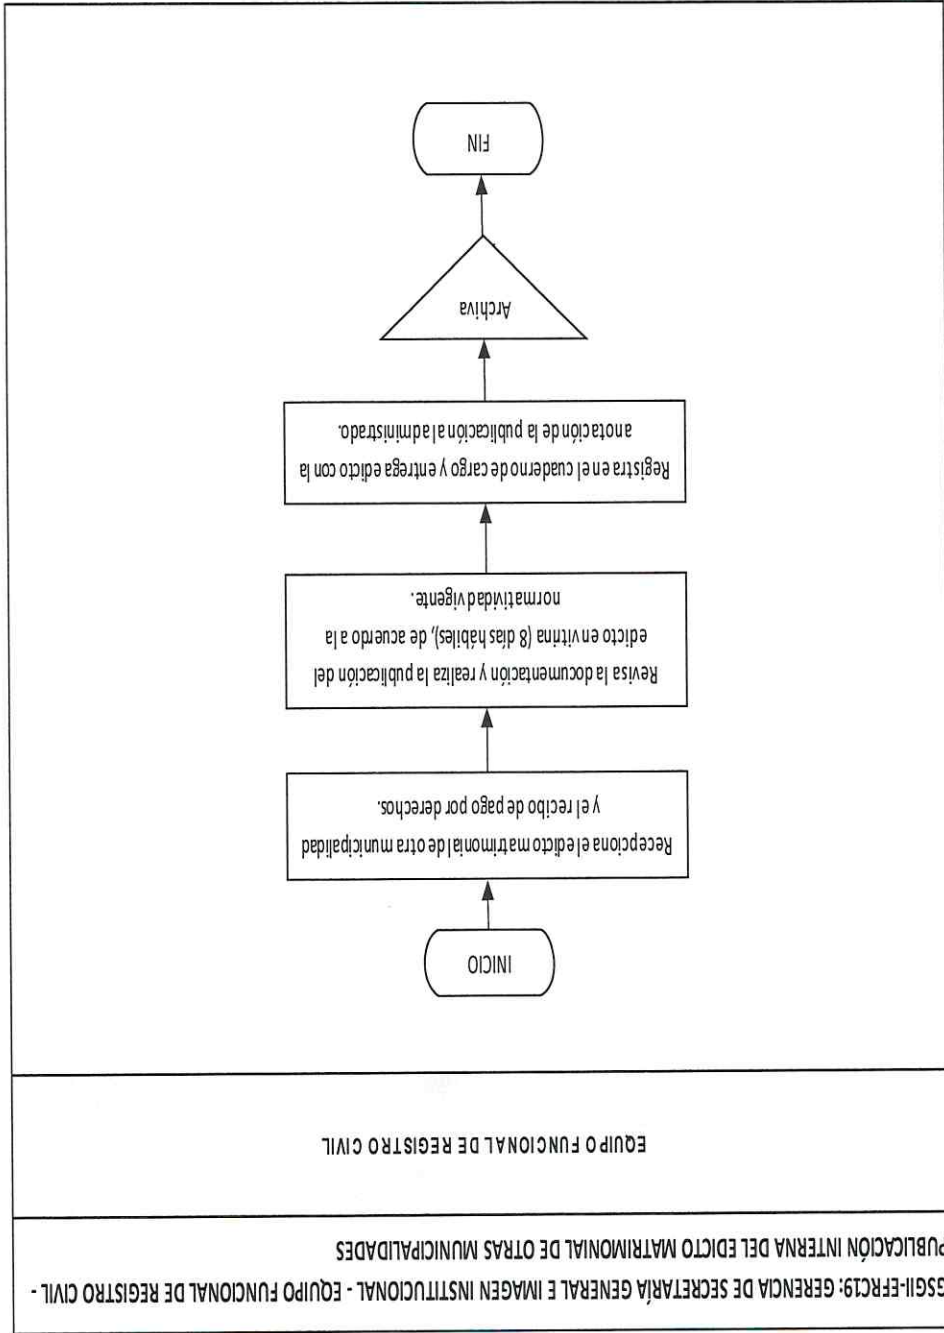 GSGII-EFRC19: GERENCIA DE SECRETARÍA GENERAL E IMAGEN INSTITUCIONAL - EQUIPO FUNCIONAL DE REGISTRO CIVIL -
PUBLICACIÓN INTERNA DEL EDICTO MATRIMONIAL DE OTRAS MUNICIPALIDADES
EQUIPO FUNCIONAL DE REGISTRO CIVIL
INICIO
Recepciona el edicto matrimonial de otra municipalidad
y el recibo de pago por derechos.
Revisa la documentación y realiza la publicación del
edicto en vitrina (8 días hábiles), de acuerdo a la
normatividad vigente.
Registra en el cuaderno de cargo y entrega edicto con la
anotación de la publicación al administrado.
Archiva
FIN